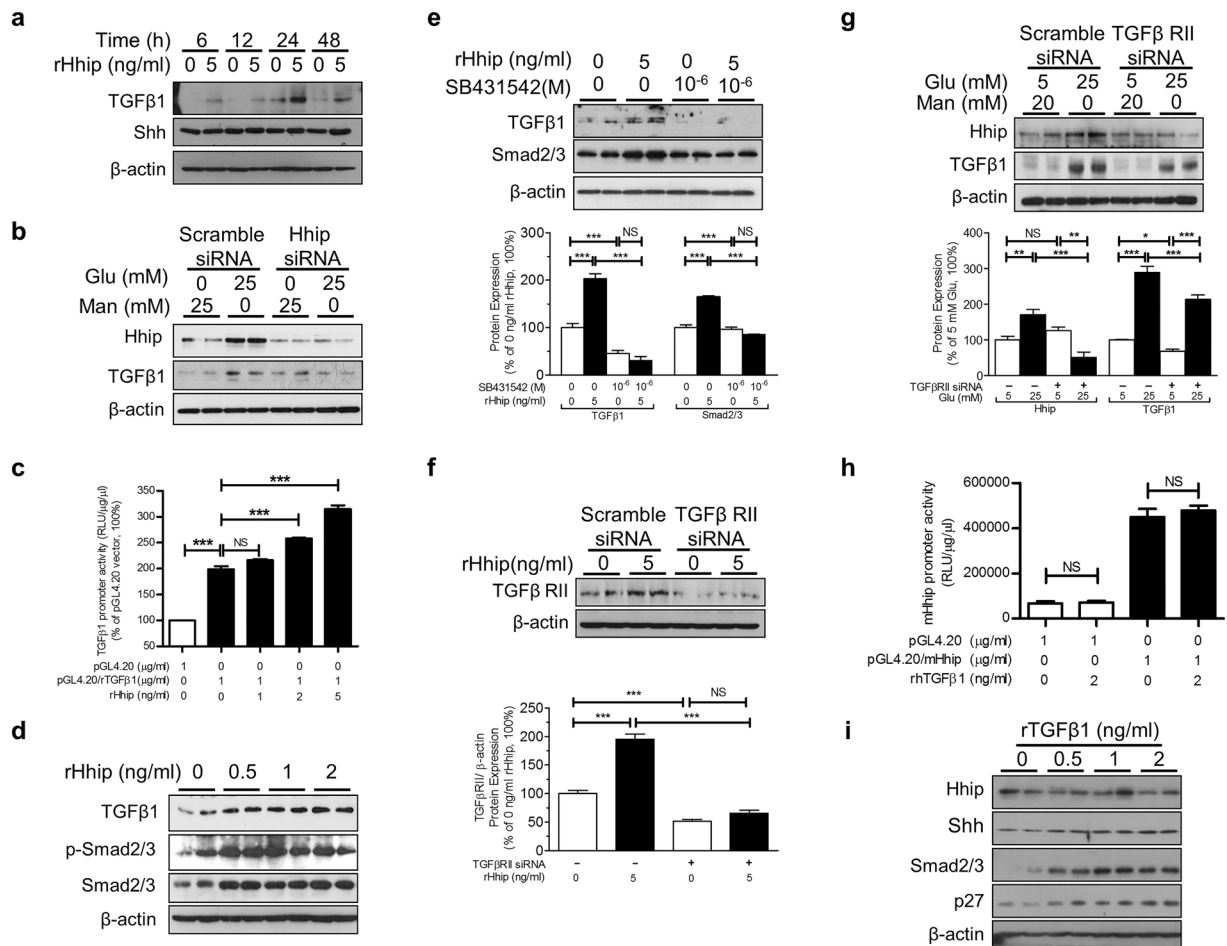 a
Time (h) 6 12 24 48
rHhip (ng/ml) 0 5 0 5 0 5 0 5
TGFβ1
Shh
β-actin
b
Scramble siRNA Hhip siRNA
Glu (mM) 0 25 0 25
Man (mM) 25 0 25 0
Hhip
TGFβ1
β-actin
c
TGFβ1 promoter activity (RLU/μg/μl)
(% of pGL4.20 vector, 100%)
350
300
250
200
150
100
50
***
***
*** NS
pGL4.20 (μg/ml) 1 0 0 0 0
pGL4.20/rTGFβ1(μg/ml) 0 1 1 1 1
rHhip (ng/ml) 0 0 1 2 5
d
rHhip (ng/ml) 0 0.5 1 2
TGFβ1
p-Smad2/3
Smad2/3
β-actin
e
rHhip (ng/ml) 0 5 0 5
SB431542(M) 0 0 10-6 10-6
TGFβ1
Smad2/3
β-actin
Protein Expression
(% of 0 ng/ml rHhip, 100%)
300
200
100
0
*** NS *** NS
*** *** *** ***
SB431542 (M) 0 0 10-6 10-6 0 0 10-6 10-6
rHhip (ng/ml) 0 5 0 5 0 5 0 5
TGFβ1 Smad2/3
f
Scramble siRNA TGFβ RII siRNA
rHhip(ng/ml) 0 5 0 5
TGFβ RII
β-actin
TGFβRII/ β-actin
Protein Expression
(% of 0 ng/ml rHhip, 100%)
250
200
150
100
50
0
*** NS
*** ***
TGFβRII siRNA − − + +
rHhip (ng/ml) 0 5 0 5
g
Scramble siRNA TGFβ RII siRNA
Glu (mM) 5 25 5 25
Man (mM) 20 0 20 0
Hhip
TGFβ1
β-actin
Protein Expression
(% of 5 mM Glu, 100%)
400
300
200
100
0
NS ** * ***
** *** *** ***
TGFβRII siRNA − − + + − − + +
Glu (mM) 5 25 5 25 5 25 5 25
Hhip TGFβ1
h
mHhip promoter activity
(RLU/μg/μl)
600000
400000
200000
0
NS
NS
pGL4.20 (μg/ml) 1 1 0 0
pGL4.20/mHhip (μg/ml) 0 0 1 1
rhTGFβ1 (ng/ml) 0 2 0 2
i
rTGFβ1 (ng/ml)
0 0.5 1 2
Hhip
Shh
Smad2/3
p27
β-actin